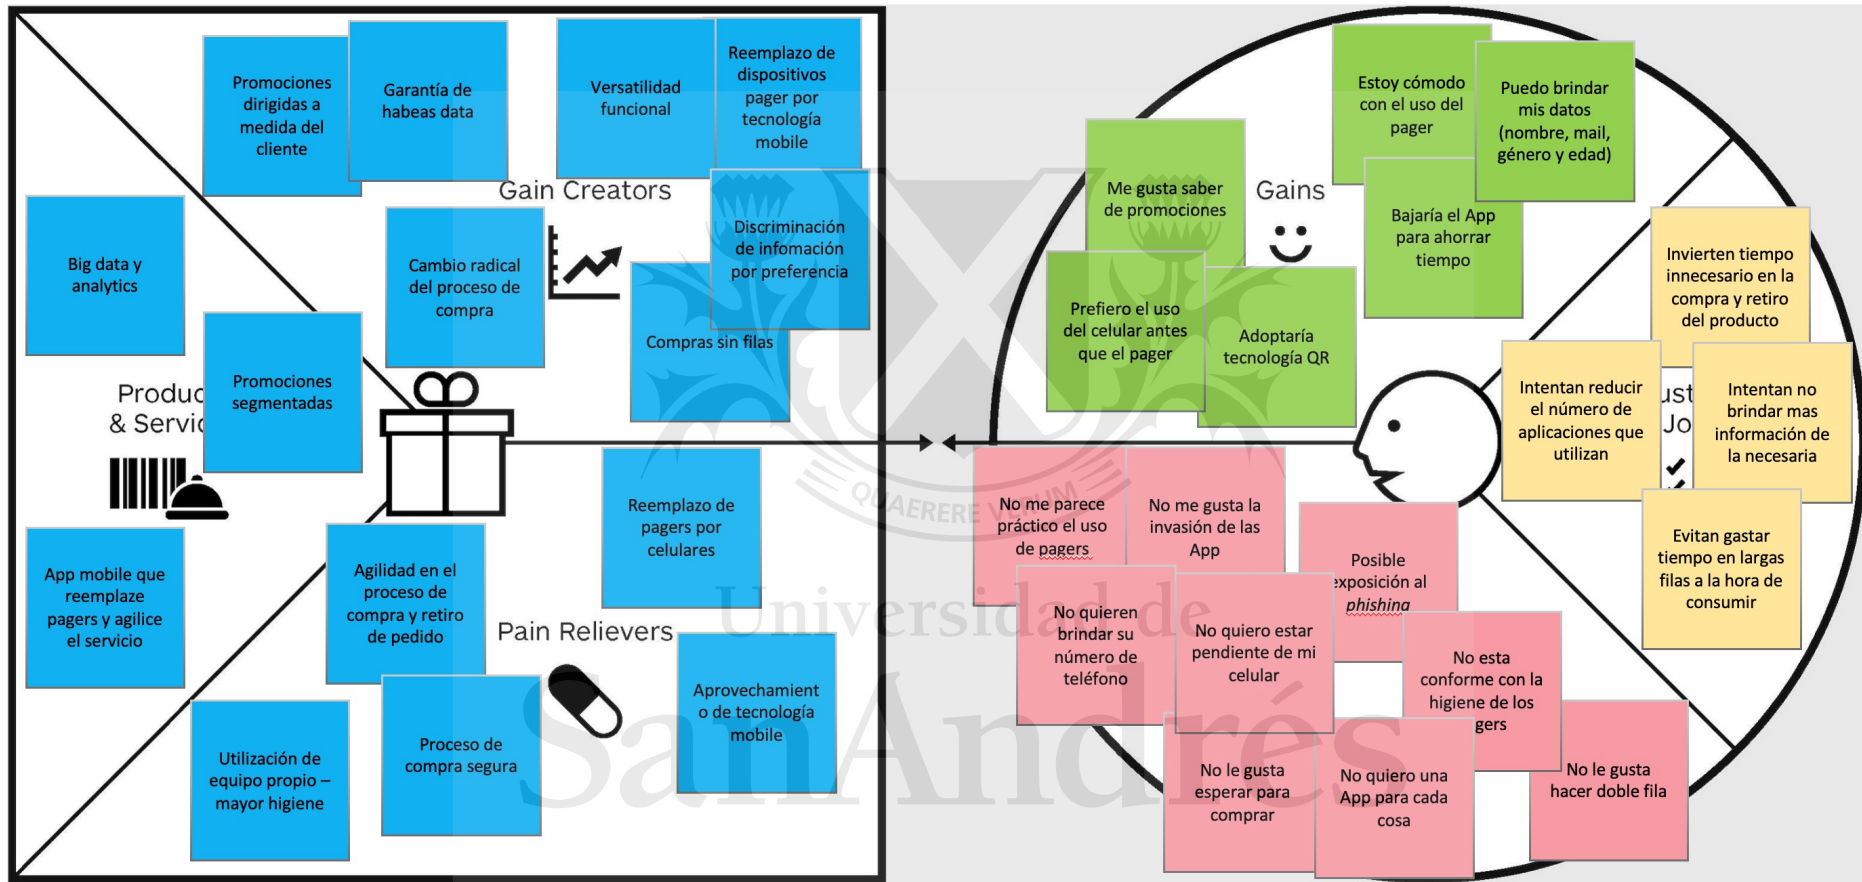 Promociones
dirigidas a
medida del
cliente
Garantía de
habeas data
Versatilidad
funcional
Reemplazo de
dispositivos
pager por
tecnología
mobile
Gain Creators
Big data y
analytics
Cambio radical
del proceso de
compra
Discriminación
de infomación
por preferencia
Compras sin filas
Promociones
segmentadas
Produc
& Servic
App mobile que
reemplaze
pagers y agilice
el servicio
Agilidad en el
proceso de
compra y retiro
de pedido
Reemplazo de
pagers por
celulares
Pain Relievers
Utilización de
equipo propio –
mayor higiene
Proceso de
compra segura
Aprovechamient
o de tecnología
mobile
Estoy cómodo
con el uso del
pager
Puedo brindar
mis datos
(nombre, mail,
género y edad)
Me gusta saber
de promociones
Gains
Bajaría el App
para ahorrar
tiempo
Prefiero el uso
del celular antes
que el pager
Adoptaría
tecnología QR
Invierten tiempo
innecesario en la
compra y retiro
del producto
Intentan reducir
el número de
aplicaciones que
utilizan
ust
Jo
Intentan no
brindar mas
información de
la necesaria
Evitan gastar
tiempo en largas
filas a la hora de
consumir
No me parece
práctico el uso
de pagers
No me gusta la
invasión de las
App
Posible
exposición al
phishing
No quieren
brindar su
número de
teléfono
No quiero estar
pendiente de mi
celular
No esta
conforme con la
higiene de los
gers
No le gusta
esperar para
comprar
No quiero una
App para cada
cosa
No le gusta
hacer doble fila
QUAERERE VERUM
Universidad de
SanAndrés